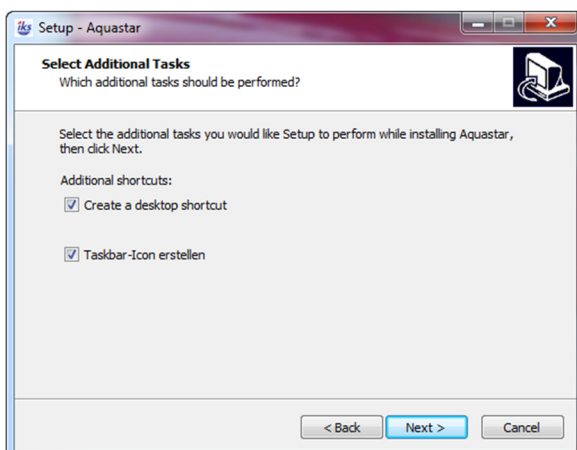 iks Setup - Aquastar
Select Additional Tasks
Which additional tasks should be performed?
Select the additional tasks you would like Setup to perform while installing Aquastar,
then click Next.
Additional shortcuts:
Create a desktop shortcut
Taskbar-Icon erstellen
< Back Next > Cancel